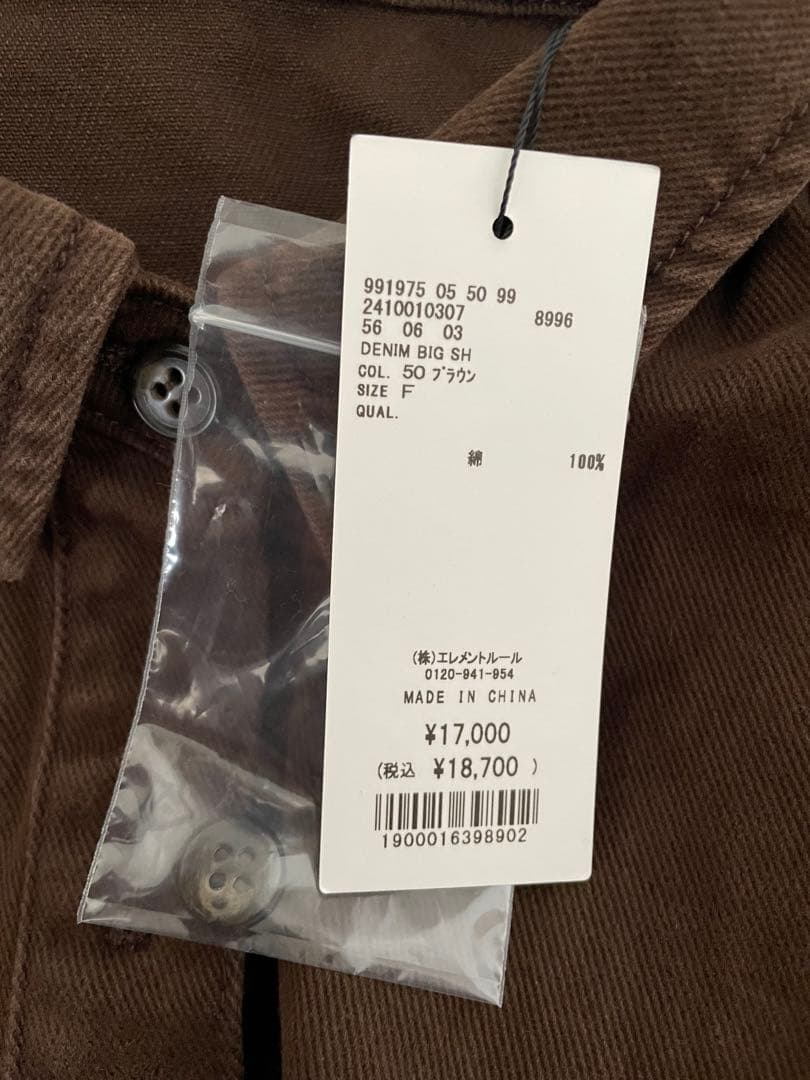 991975 05 50 99
2410010307 8996
56 06 03
DENIM BIG SH
COL. 50 ﾌﾞﾗｳﾝ
SIZE F
QUAL.
綿 100%
(株)エレメントルール
0120-941-954
MADE IN CHINA
¥17,000
(税込 ¥18,700 )
1900016398902